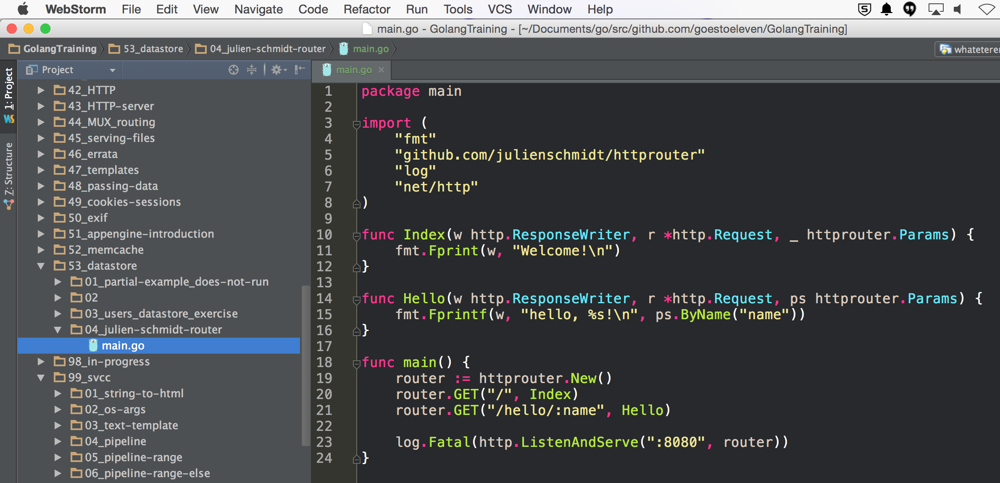 WebStorm File Edit View Navigate Code Refactor Run Tools VCS Window Help
main.go - GolangTraining - [~/Documents/go/src/github.com/goestoeleven/GolangTraining]
GolangTraining 53_datastore 04_julien-schmidt-router main.go
Project
main.go
1: Project
7: Structure
42_HTTP
43_HTTP-server
44_MUX_routing
45_serving-files
46_errata
47_templates
48_passing-data
49_cookies-sessions
50_exif
51_appengine-introduction
52_memcache
53_datastore
01_partial-example_does-not-run
02
03_users_datastore_exercise
04_julien-schmidt-router
main.go
98_in-progress
99_svcc
01_string-to-html
02_os-args
03_text-template
04_pipeline
05_pipeline-range
06_pipeline-range-else
1 package main
2
3 import (
4 "fmt"
5 "github.com/julienschmidt/httprouter"
6 "log"
7 "net/http"
8 )
9
10 func Index(w http.ResponseWriter, r *http.Request, _ httprouter.Params) {
11 fmt.Fprint(w, "Welcome!\n")
12 }
13
14 func Hello(w http.ResponseWriter, r *http.Request, ps httprouter.Params) {
15 fmt.Fprintf(w, "hello, %s!\n", ps.ByName("name"))
16 }
17
18 func main() {
19 router := httprouter.New()
20 router.GET("/", Index)
21 router.GET("/hello/:name", Hello)
22
23 log.Fatal(http.ListenAndServe(":8080", router))
24 }